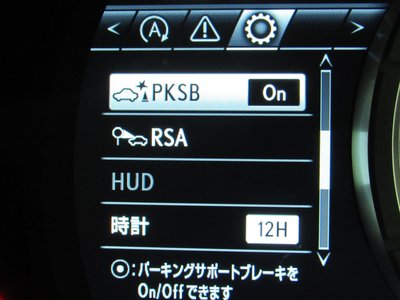 PKSB On
RSA
HUD
時計 12H
:パーキングサポートブレーキを
On/Offできます